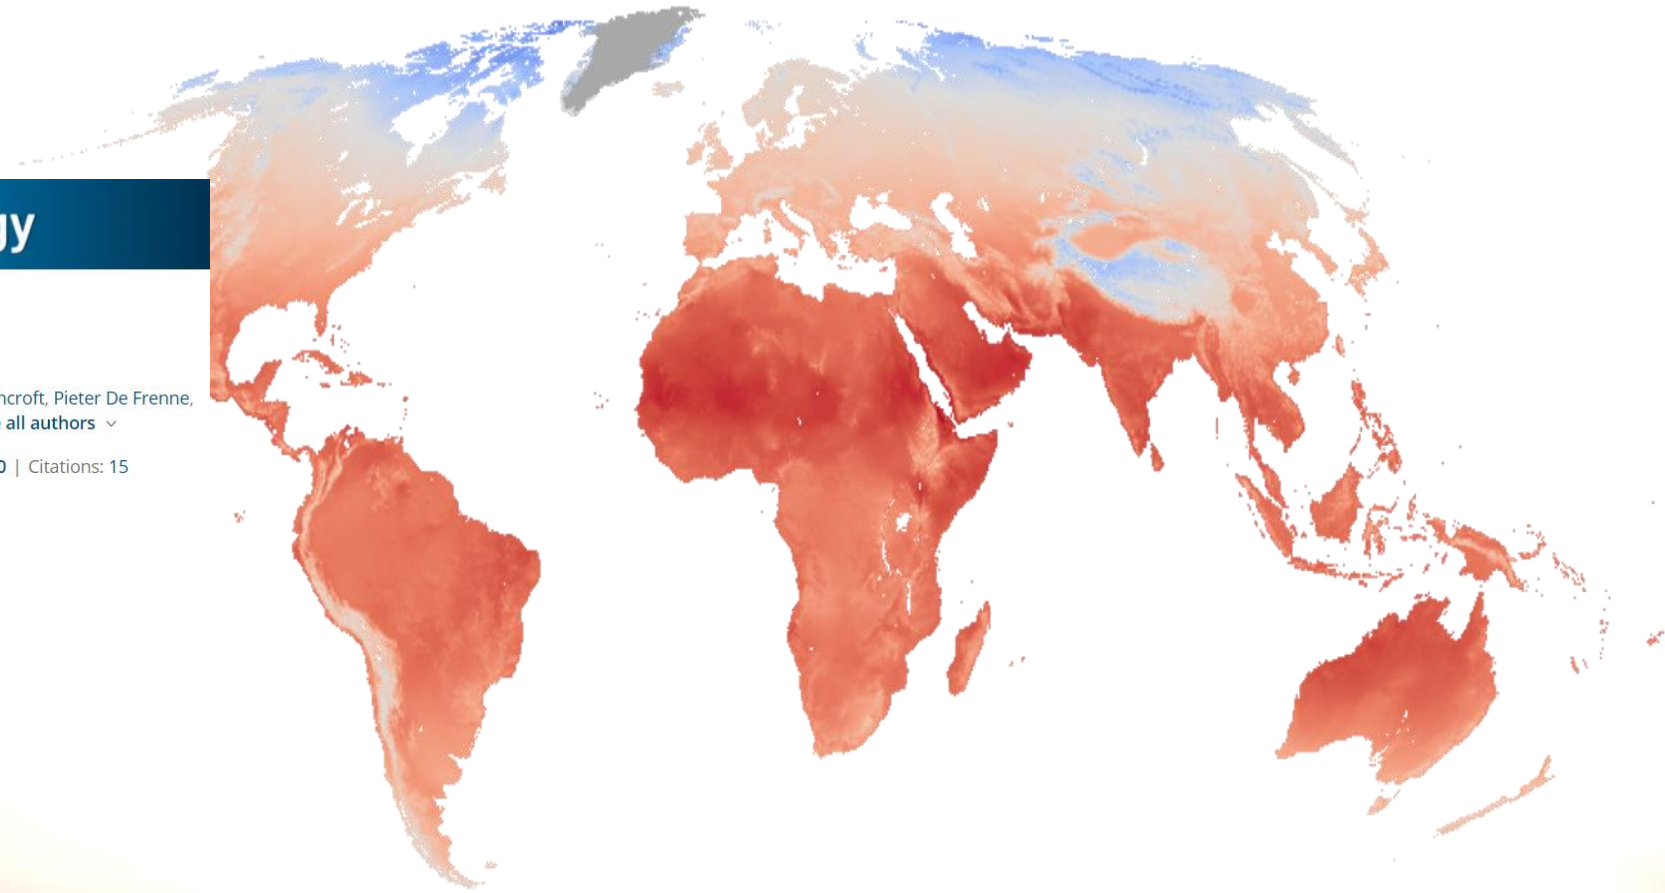 gy
ncroft, Pieter De Frenne,
all authors
0 | Citations: 15